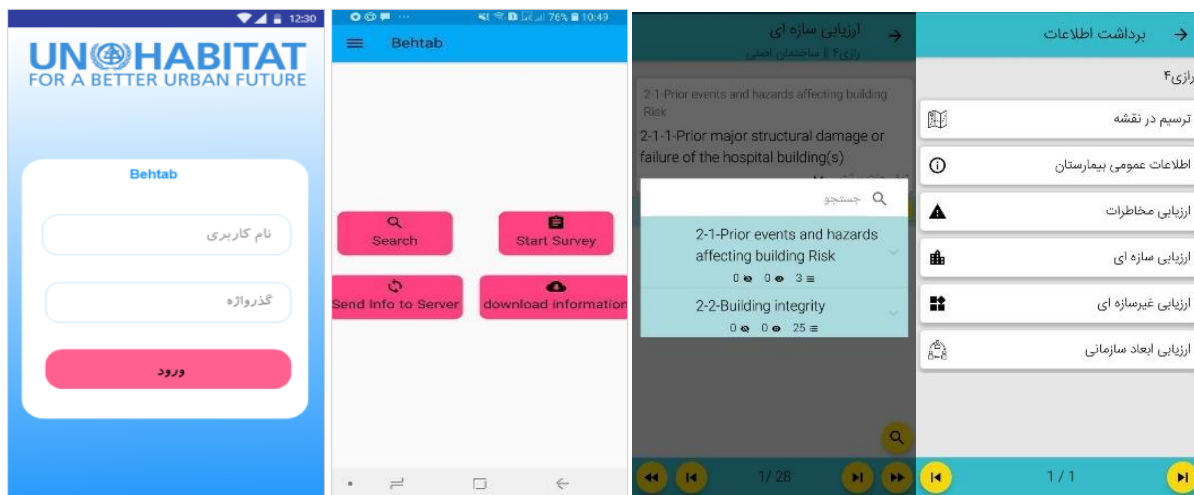 12:30
UN HABITAT
FOR A BETTER URBAN FUTURE
Behtab
نام کاربری
گذرواژه
ورود
76% 10:49
Behtab
Search
Start Survey
Send Info to Server
download information
ارزیابی سازه ای
رازی۴ || ساختمان اصلی
2-1-Prior events and hazards affecting building
Risk
2-1-1-Prior major structural damage or
failure of the hospital building(s)
جستجو
2-1-Prior events and hazards
affecting building Risk
0 0 3
2-2-Building integrity
0 0 25
1/ 28
برداشت اطلاعات
رازی۴
ترسیم در نقشه
اطلاعات عمومی بیمارستان
ارزیابی مخاطرات
ارزیابی سازه ای
ارزیابی غیرسازه ای
ارزیابی ابعاد سازمانی
1 / 1